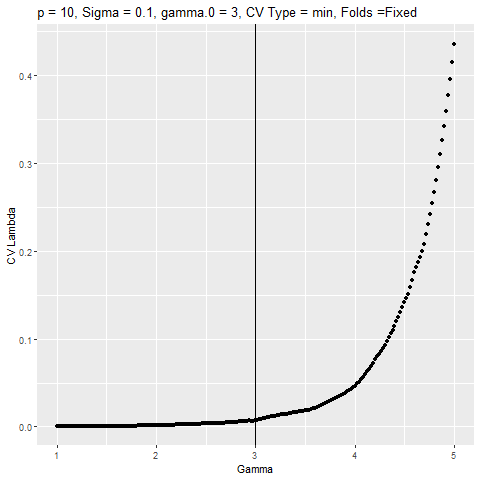 p = 10, Sigma = 0.1, gamma.0 = 3, CV Type = min, Folds =Fixed
0.4
0.3
0.2
0.1
0.0
CV Lambda
1 2 3 4 5
Gamma